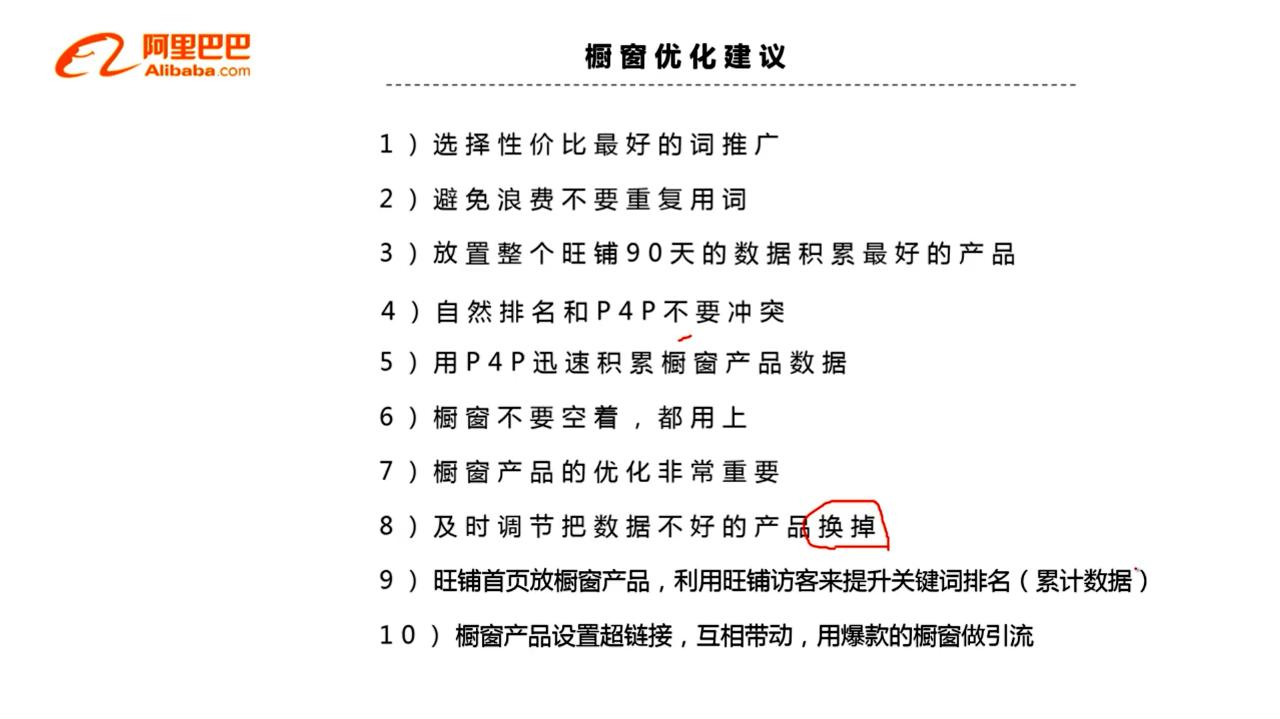 阿里巴巴
Alibaba.com
橱窗优化建议
1）选择性价比最好的词推广
2）避免浪费不要重复用词
3）放置整个旺铺90天的数据积累最好的产品
4）自然排名和P4P不要冲突
5）用P4P迅速积累橱窗产品数据
6）橱窗不要空着，都用上
7）橱窗产品的优化非常重要
8）及时调节把数据不好的产品换掉
9）旺铺首页放橱窗产品，利用旺铺访客来提升关键词排名（累计数据）
10）橱窗产品设置超链接，互相带动，用爆款的橱窗做引流